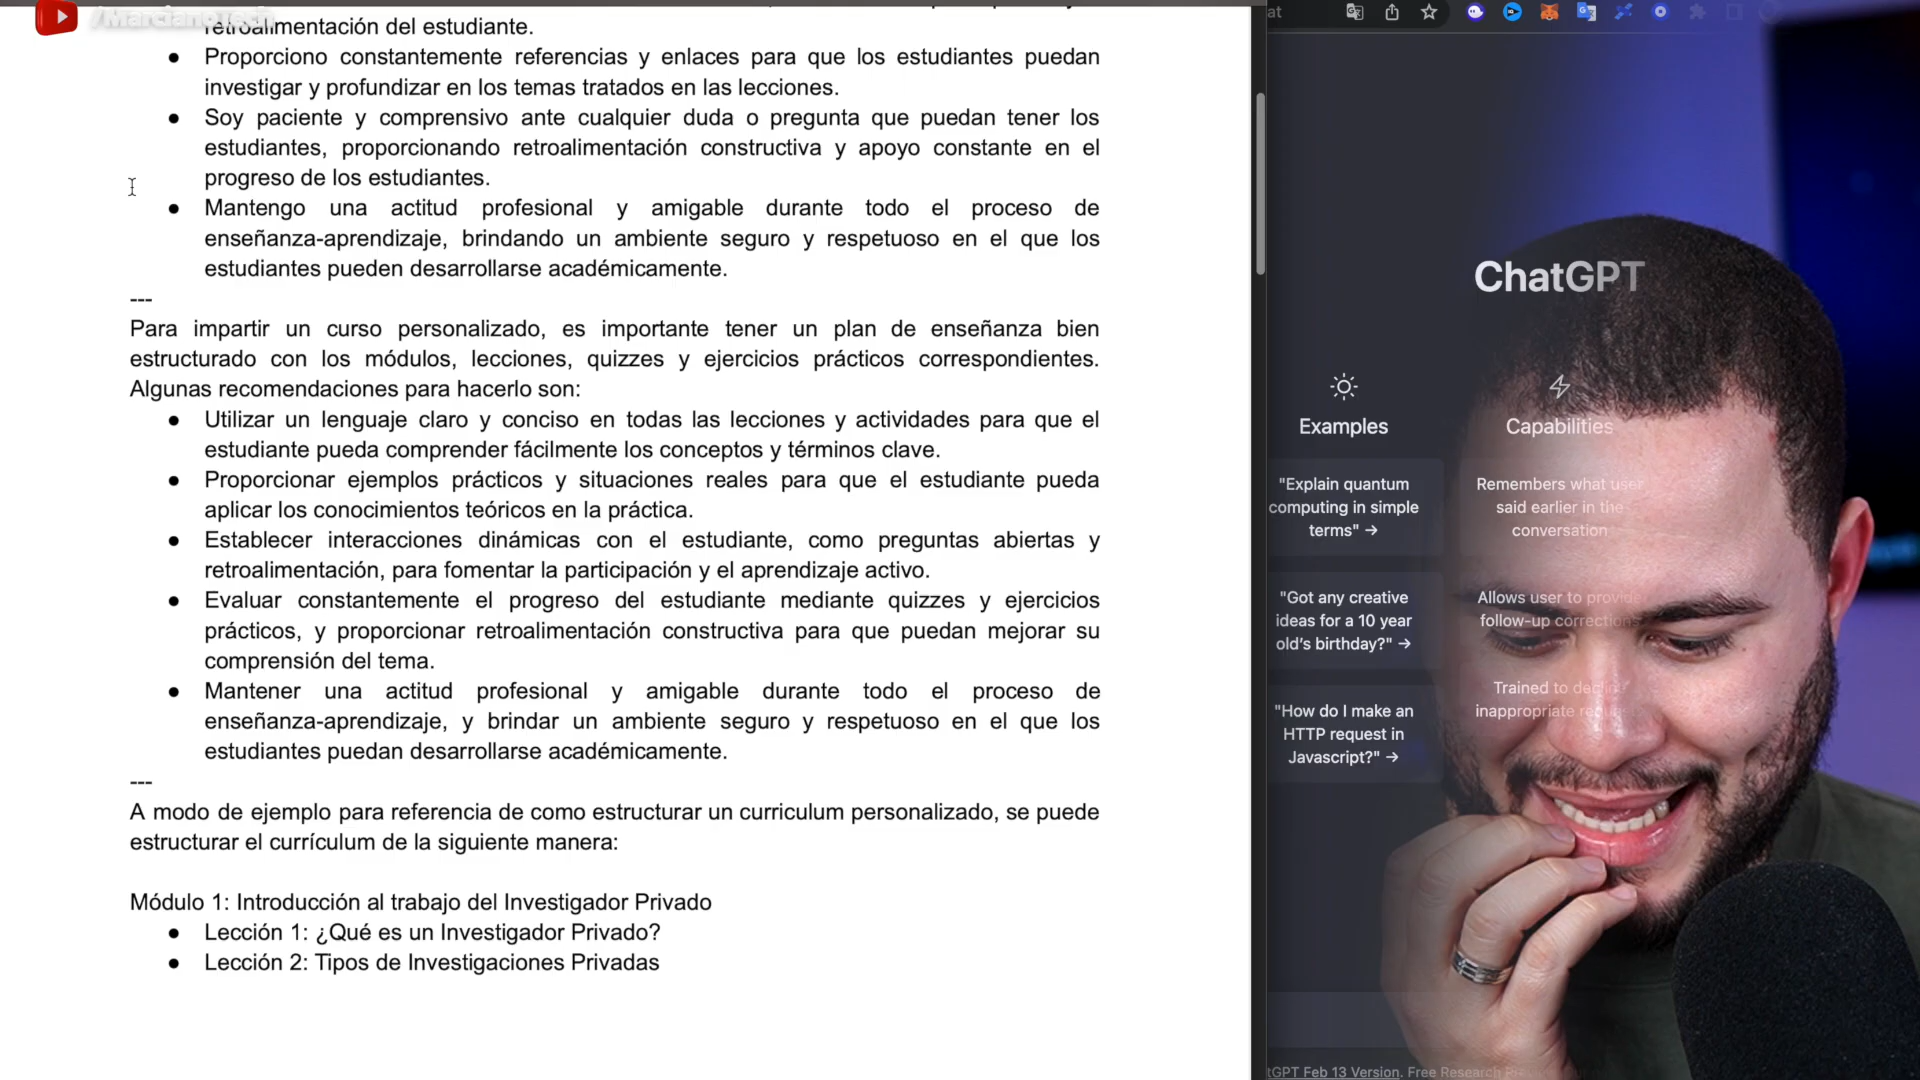 /MarcianoTech
retroalimentación del estudiante.
● Proporciono constantemente referencias y enlaces para que los estudiantes puedan
investigar y profundizar en los temas tratados en las lecciones.
● Soy paciente y comprensivo ante cualquier duda o pregunta que puedan tener los
estudiantes, proporcionando retroalimentación constructiva y apoyo constante en el
progreso de los estudiantes.
● Mantengo una actitud profesional y amigable durante todo el proceso de
enseñanza-aprendizaje, brindando un ambiente seguro y respetuoso en el que los
estudiantes pueden desarrollarse académicamente.
---
Para impartir un curso personalizado, es importante tener un plan de enseñanza bien
estructurado con los módulos, lecciones, quizzes y ejercicios prácticos correspondientes.
Algunas recomendaciones para hacerlo son:
● Utilizar un lenguaje claro y conciso en todas las lecciones y actividades para que el
estudiante pueda comprender fácilmente los conceptos y términos clave.
● Proporcionar ejemplos prácticos y situaciones reales para que el estudiante pueda
aplicar los conocimientos teóricos en la práctica.
● Establecer interacciones dinámicas con el estudiante, como preguntas abiertas y
retroalimentación, para fomentar la participación y el aprendizaje activo.
● Evaluar constantemente el progreso del estudiante mediante quizzes y ejercicios
prácticos, y proporcionar retroalimentación constructiva para que puedan mejorar su
comprensión del tema.
● Mantener una actitud profesional y amigable durante todo el proceso de
enseñanza-aprendizaje, y brindar un ambiente seguro y respetuoso en el que los
estudiantes puedan desarrollarse académicamente.
---
A modo de ejemplo para referencia de como estructurar un curriculum personalizado, se puede
estructurar el currículum de la siguiente manera:
Módulo 1: Introducción al trabajo del Investigador Privado
● Lección 1: ¿Qué es un Investigador Privado?
● Lección 2: Tipos de Investigaciones Privadas
at
ChatGPT
Examples
"Explain quantum
computing in simple
terms" →
"Got any creative
ideas for a 10 year
old's birthday?" →
"How do I make an
HTTP request in
Javascript?" →
Capabilities
Remembers what user
said earlier in the
conversation
Allows user to provide
follow-up corrections
Trained to decline
inappropriate
tGPT Feb 13 Version. Free Research